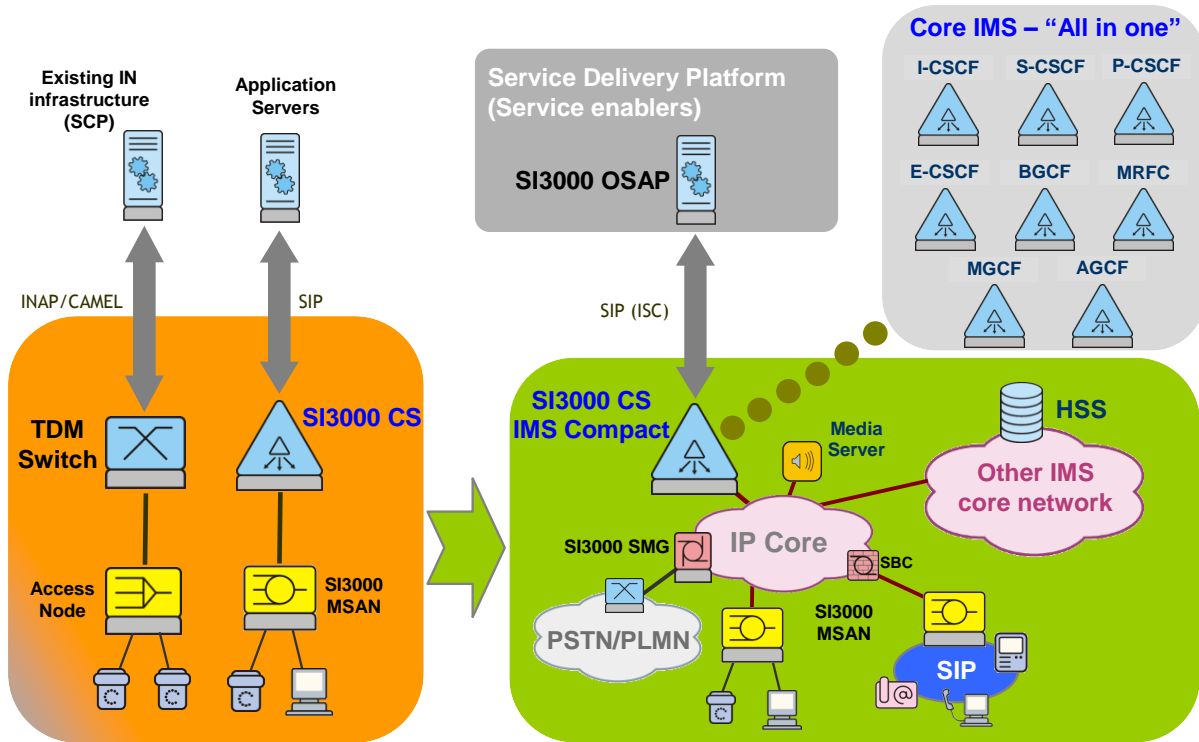 Existing IN
infrastructure
(SCP)
Application
Servers
INAP/CAMEL
SIP
TDM
Switch
SI3000 CS
Access
Node
SI3000
MSAN
Service Delivery Platform
(Service enablers)
SI3000 OSAP
SIP (ISC)
Core IMS – “All in one”
I-CSCF
S-CSCF
P-CSCF
E-CSCF
BGCF
MRFC
MGCF
AGCF
SI3000 CS
IMS Compact
Media
Server
HSS
Other IMS
core network
IP Core
SI3000 SMG
SBC
PSTN/PLMN
SI3000
MSAN
SIP
C
C
C
C
@